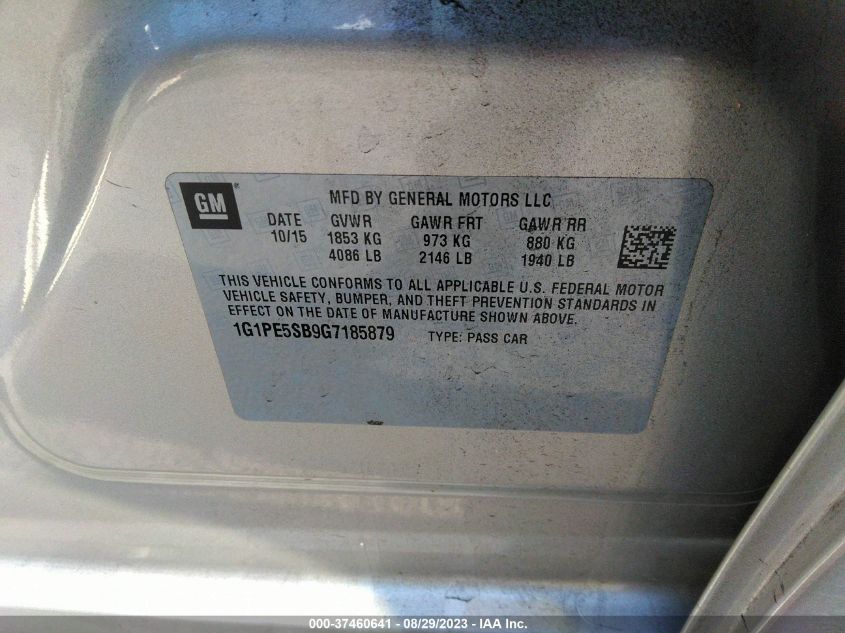 GM
MFD BY GENERAL MOTORS LLC
DATE GVWR GAWR FRT GAWR RR
10/15 1853 KG 973 KG 880 KG
4086 LB 2146 LB 1940 LB
THIS VEHICLE CONFORMS TO ALL APPLICABLE U.S. FEDERAL MOTOR
VEHICLE SAFETY, BUMPER, AND THEFT PREVENTION STANDARDS IN
EFFECT ON THE DATE OF MANUFACTURE SHOWN ABOVE.
1G1PE5SB9G7185879 TYPE: PASS CAR
000-37460641 - 08/29/2023 - IAA Inc.